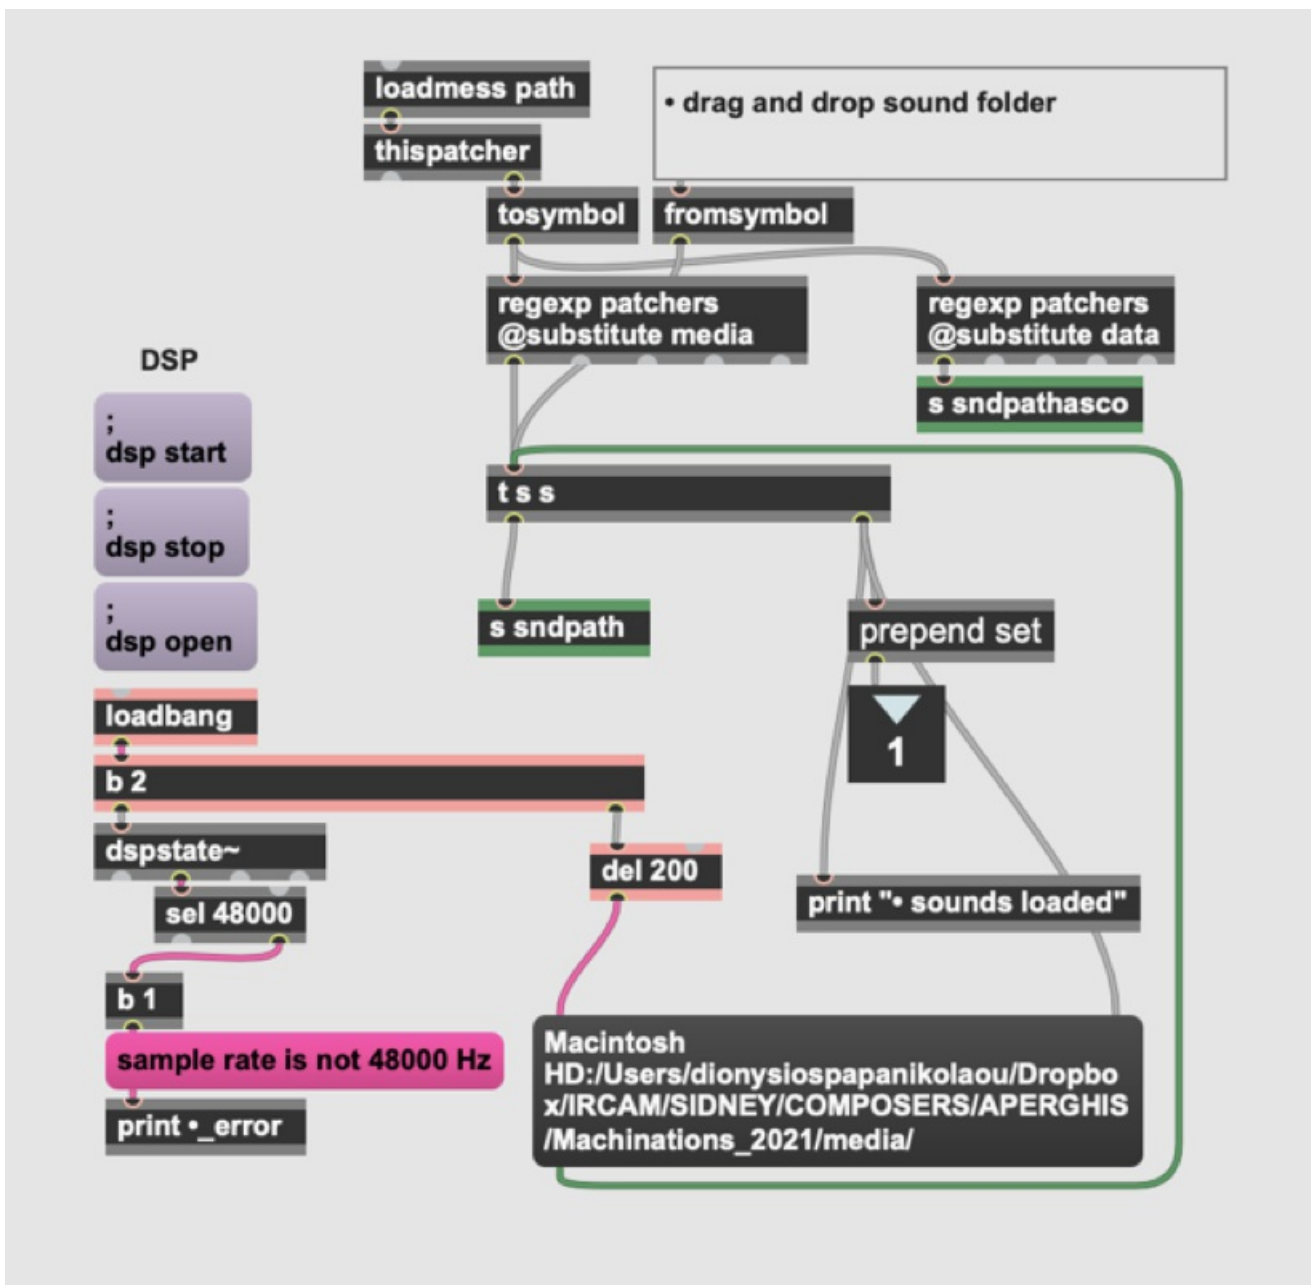 loadmess path
• drag and drop sound folder
thispatcher
tosymbol
fromsymbol
regexp patchers
@substitute media
regexp patchers
@substitute data
s sndpathasco
DSP
;
dsp start
;
dsp stop
;
dsp open
t s s
s sndpath
prepend set
1
loadbang
b 2
dspstate~
sel 48000
del 200
print "• sounds loaded"
b 1
sample rate is not 48000 Hz
print •_error
Macintosh
HD:/Users/dionysiospapanikolaou/Dropbo
x/IRCAM/SIDNEY/COMPOSERS/APERGHIS
/Machinations_2021/media/